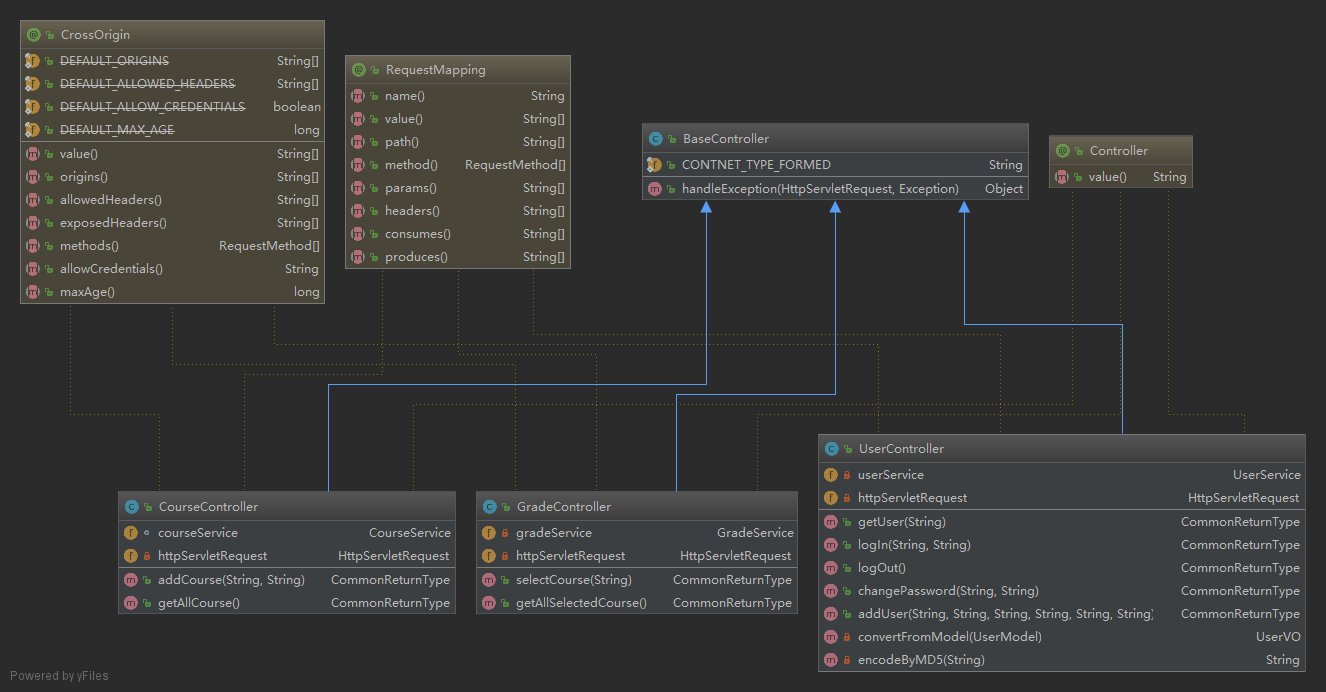 CrossOrigin
DEFAULT_ORIGINS String[]
DEFAULT_ALLOWED_HEADERS String[]
DEFAULT_ALLOW_CREDENTIALS boolean
DEFAULT_MAX_AGE long
value() String[]
origins() String[]
allowedHeaders() String[]
exposedHeaders() String[]
methods() RequestMethod[]
allowCredentials() String
maxAge() long
RequestMapping
name() String
value() String[]
path() String[]
method() RequestMethod[]
params() String[]
headers() String[]
consumes() String[]
produces() String[]
BaseController
CONTNET_TYPE_FORMED String
handleException(HttpServletRequest, Exception) Object
Controller
value() String
CourseController
courseService CourseService
httpServletRequest HttpServletRequest
addCourse(String, String) CommonReturnType
getAllCourse() CommonReturnType
GradeController
gradeService GradeService
httpServletRequest HttpServletRequest
selectCourse(String) CommonReturnType
getAllSelectedCourse() CommonReturnType
UserController
userService UserService
httpServletRequest HttpServletRequest
getUser(String) CommonReturnType
logIn(String, String) CommonReturnType
logOut() CommonReturnType
changePassword(String, String) CommonReturnType
addUser(String, String, String, String, String, String) CommonReturnType
convertFromModel(UserModel) UserVO
encodeByMD5(String) String
Powered by yFiles